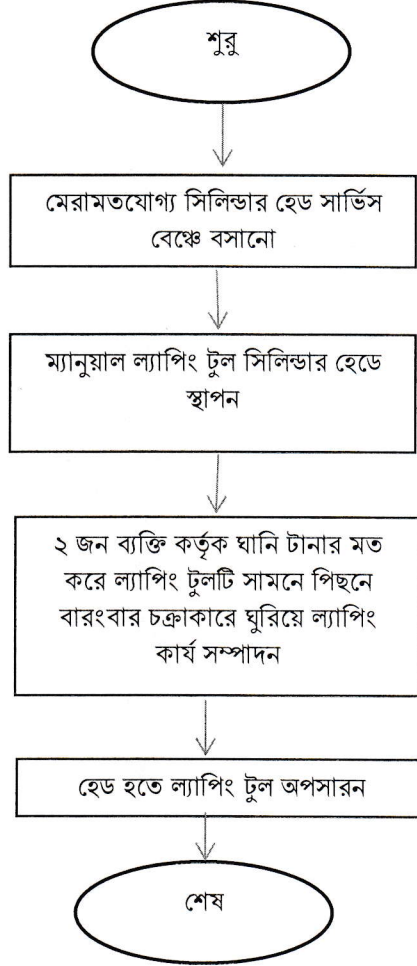 শুরু
মেরামতযোগ্য সিলিন্ডার হেড সার্ভিস
বেঞ্চে বসানো
ম্যানুয়াল ল্যাপিং টুল সিলিন্ডার হেডে
স্থাপন
২ জন ব্যক্তি কর্তৃক ঘানি টানার মত
করে ল্যাপিং টুলটি সামনে পিছনে
বারংবার চক্রাকারে ঘুরিয়ে ল্যাপিং
কার্য সম্পাদন
হেড হতে ল্যাপিং টুল অপসারন
শেষ